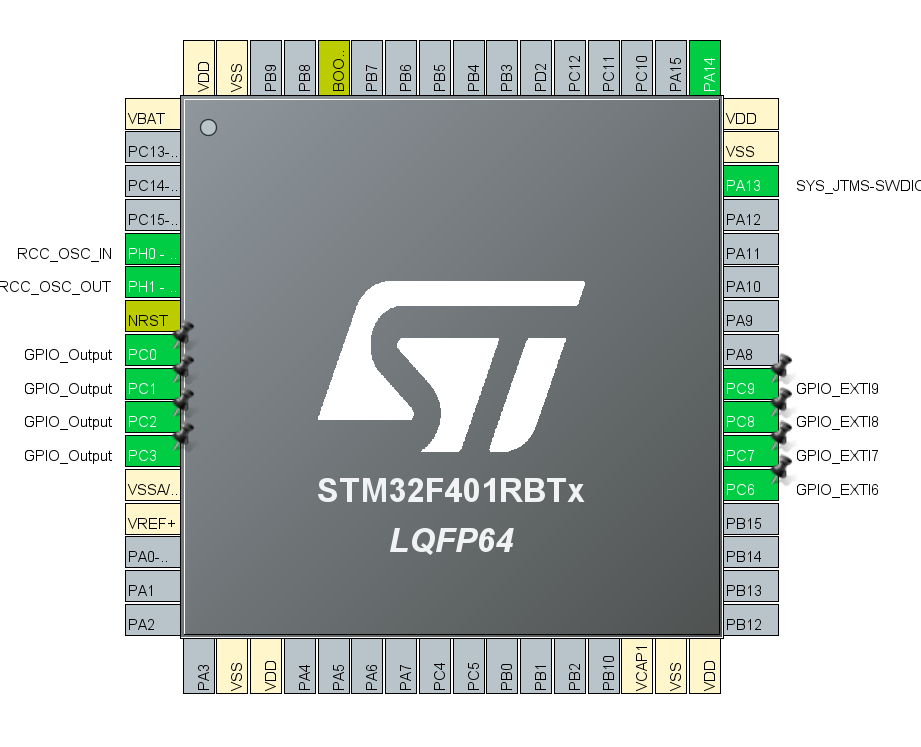 VDD
VSS
PB9
PB8
BOO..
PB7
PB6
PB5
PB4
PB3
PD2
PC12
PC11
PC10
PA15
PA14
VBAT
PC13-..
PC14-..
PC15-..
RCC_OSC_IN PH0 - ..
RCC_OSC_OUT PH1 - ..
NRST
GPIO_Output PC0
GPIO_Output PC1
GPIO_Output PC2
GPIO_Output PC3
VSSA/..
VREF+
PA0-..
PA1
PA2
ST
STM32F401RBTx
LQFP64
VDD
VSS
PA13 SYS_JTMS-SWDIO
PA12
PA11
PA10
PA9
PA8
PC9 GPIO_EXTI9
PC8 GPIO_EXTI8
PC7 GPIO_EXTI7
PC6 GPIO_EXTI6
PB15
PB14
PB13
PB12
PA3
VSS
VDD
PA4
PA5
PA6
PA7
PC4
PC5
PB0
PB1
PB2
PB10
VCAP1
VSS
VDD